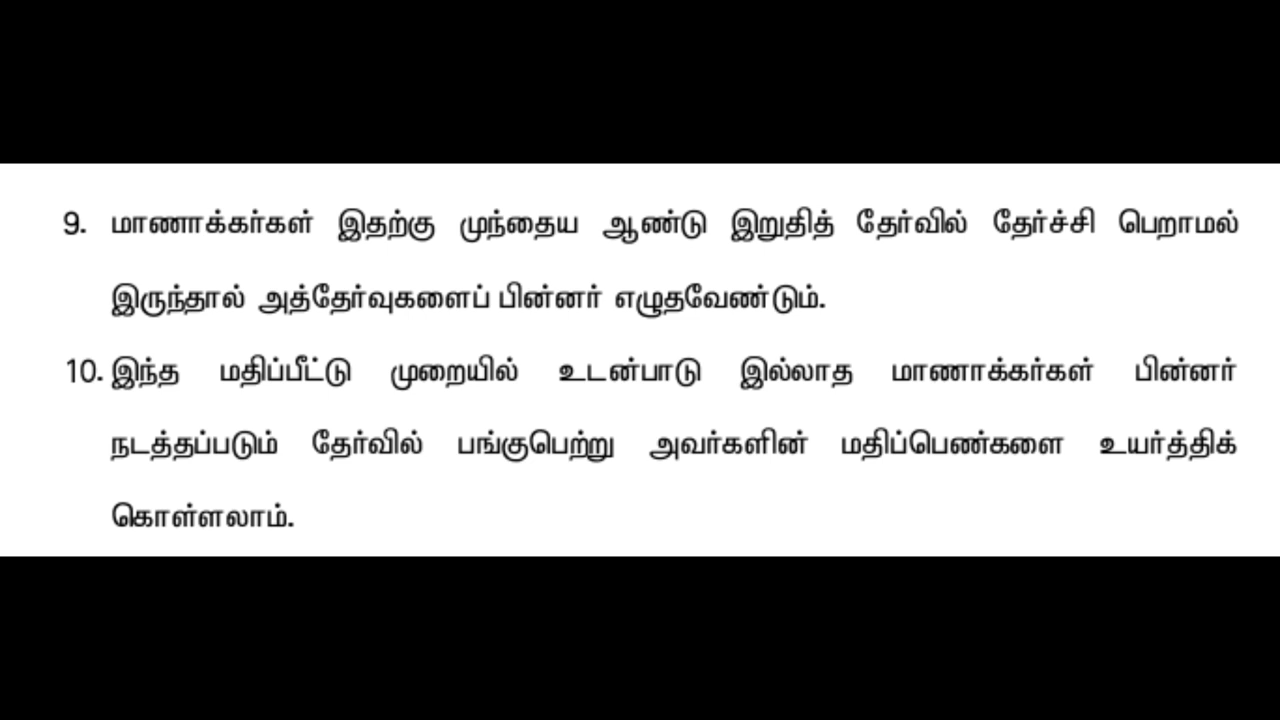 9. மாணாக்கர்கள் இதற்கு முந்தைய ஆண்டு இறுதித் தேர்வில் தேர்ச்சி பெறாமல்
இருந்தால் அத்தேர்வுகளைப் பின்னர் எழுதவேண்டும்.
10. இந்த மதிப்பீட்டு முறையில் உடன்பாடு இல்லாத மாணாக்கர்கள் பின்னர்
நடத்தப்படும் தேர்வில் பங்குபெற்று அவர்களின் மதிப்பெண்களை உயர்த்திக்
கொள்ளலாம்.